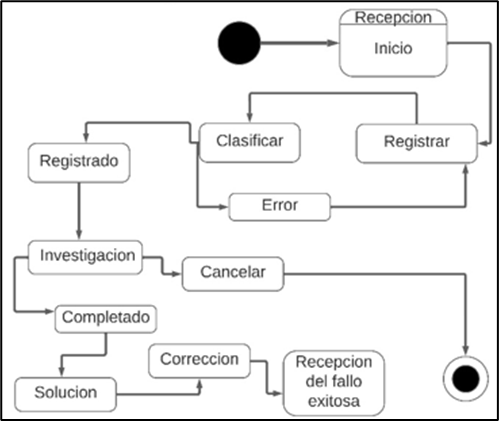 Recepcion
Inicio
Clasificar
Registrar
Registrado
Error
Investigacion
Cancelar
Completado
Correccion
Recepcion
del fallo
exitosa
Solucion